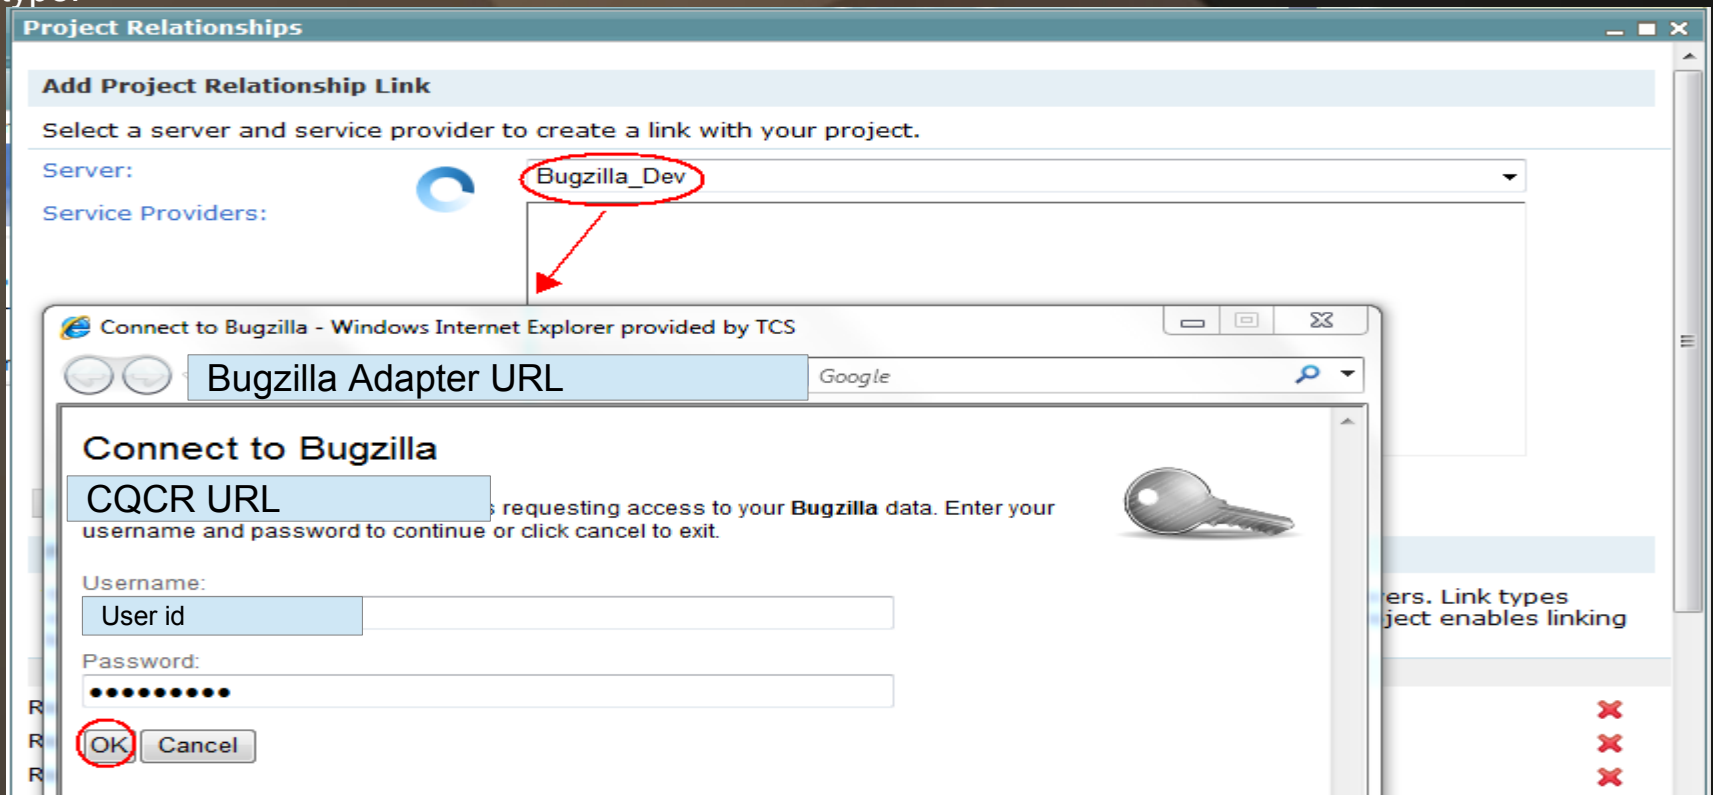 type.
Project Relationships
Add Project Relationship Link
Select a server and service provider to create a link with your project.
Server:
Bugzilla_Dev
Service Providers:
Connect to Bugzilla - Windows Internet Explorer provided by TCS
Bugzilla Adapter URL
Google
Connect to Bugzilla
CQCR URL
requesting access to your Bugzilla data. Enter your
username and password to continue or click cancel to exit.
Username:
User id
ers. Link types
ject enables linking
Password:
•••••••••
OK
Cancel
R
R
R